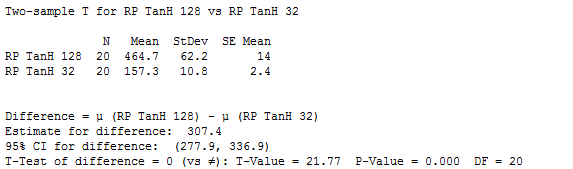 Two-sample T for RP TanH 128 vs RP TanH 32
N Mean StDev SE Mean
RP TanH 128 20 464.7 62.2 14
RP TanH 32 20 157.3 10.8 2.4
Difference = μ (RP TanH 128) - μ (RP TanH 32)
Estimate for difference: 307.4
95% CI for difference: (277.9, 336.9)
T-Test of difference = 0 (vs ≠): T-Value = 21.77 P-Value = 0.000 DF = 20